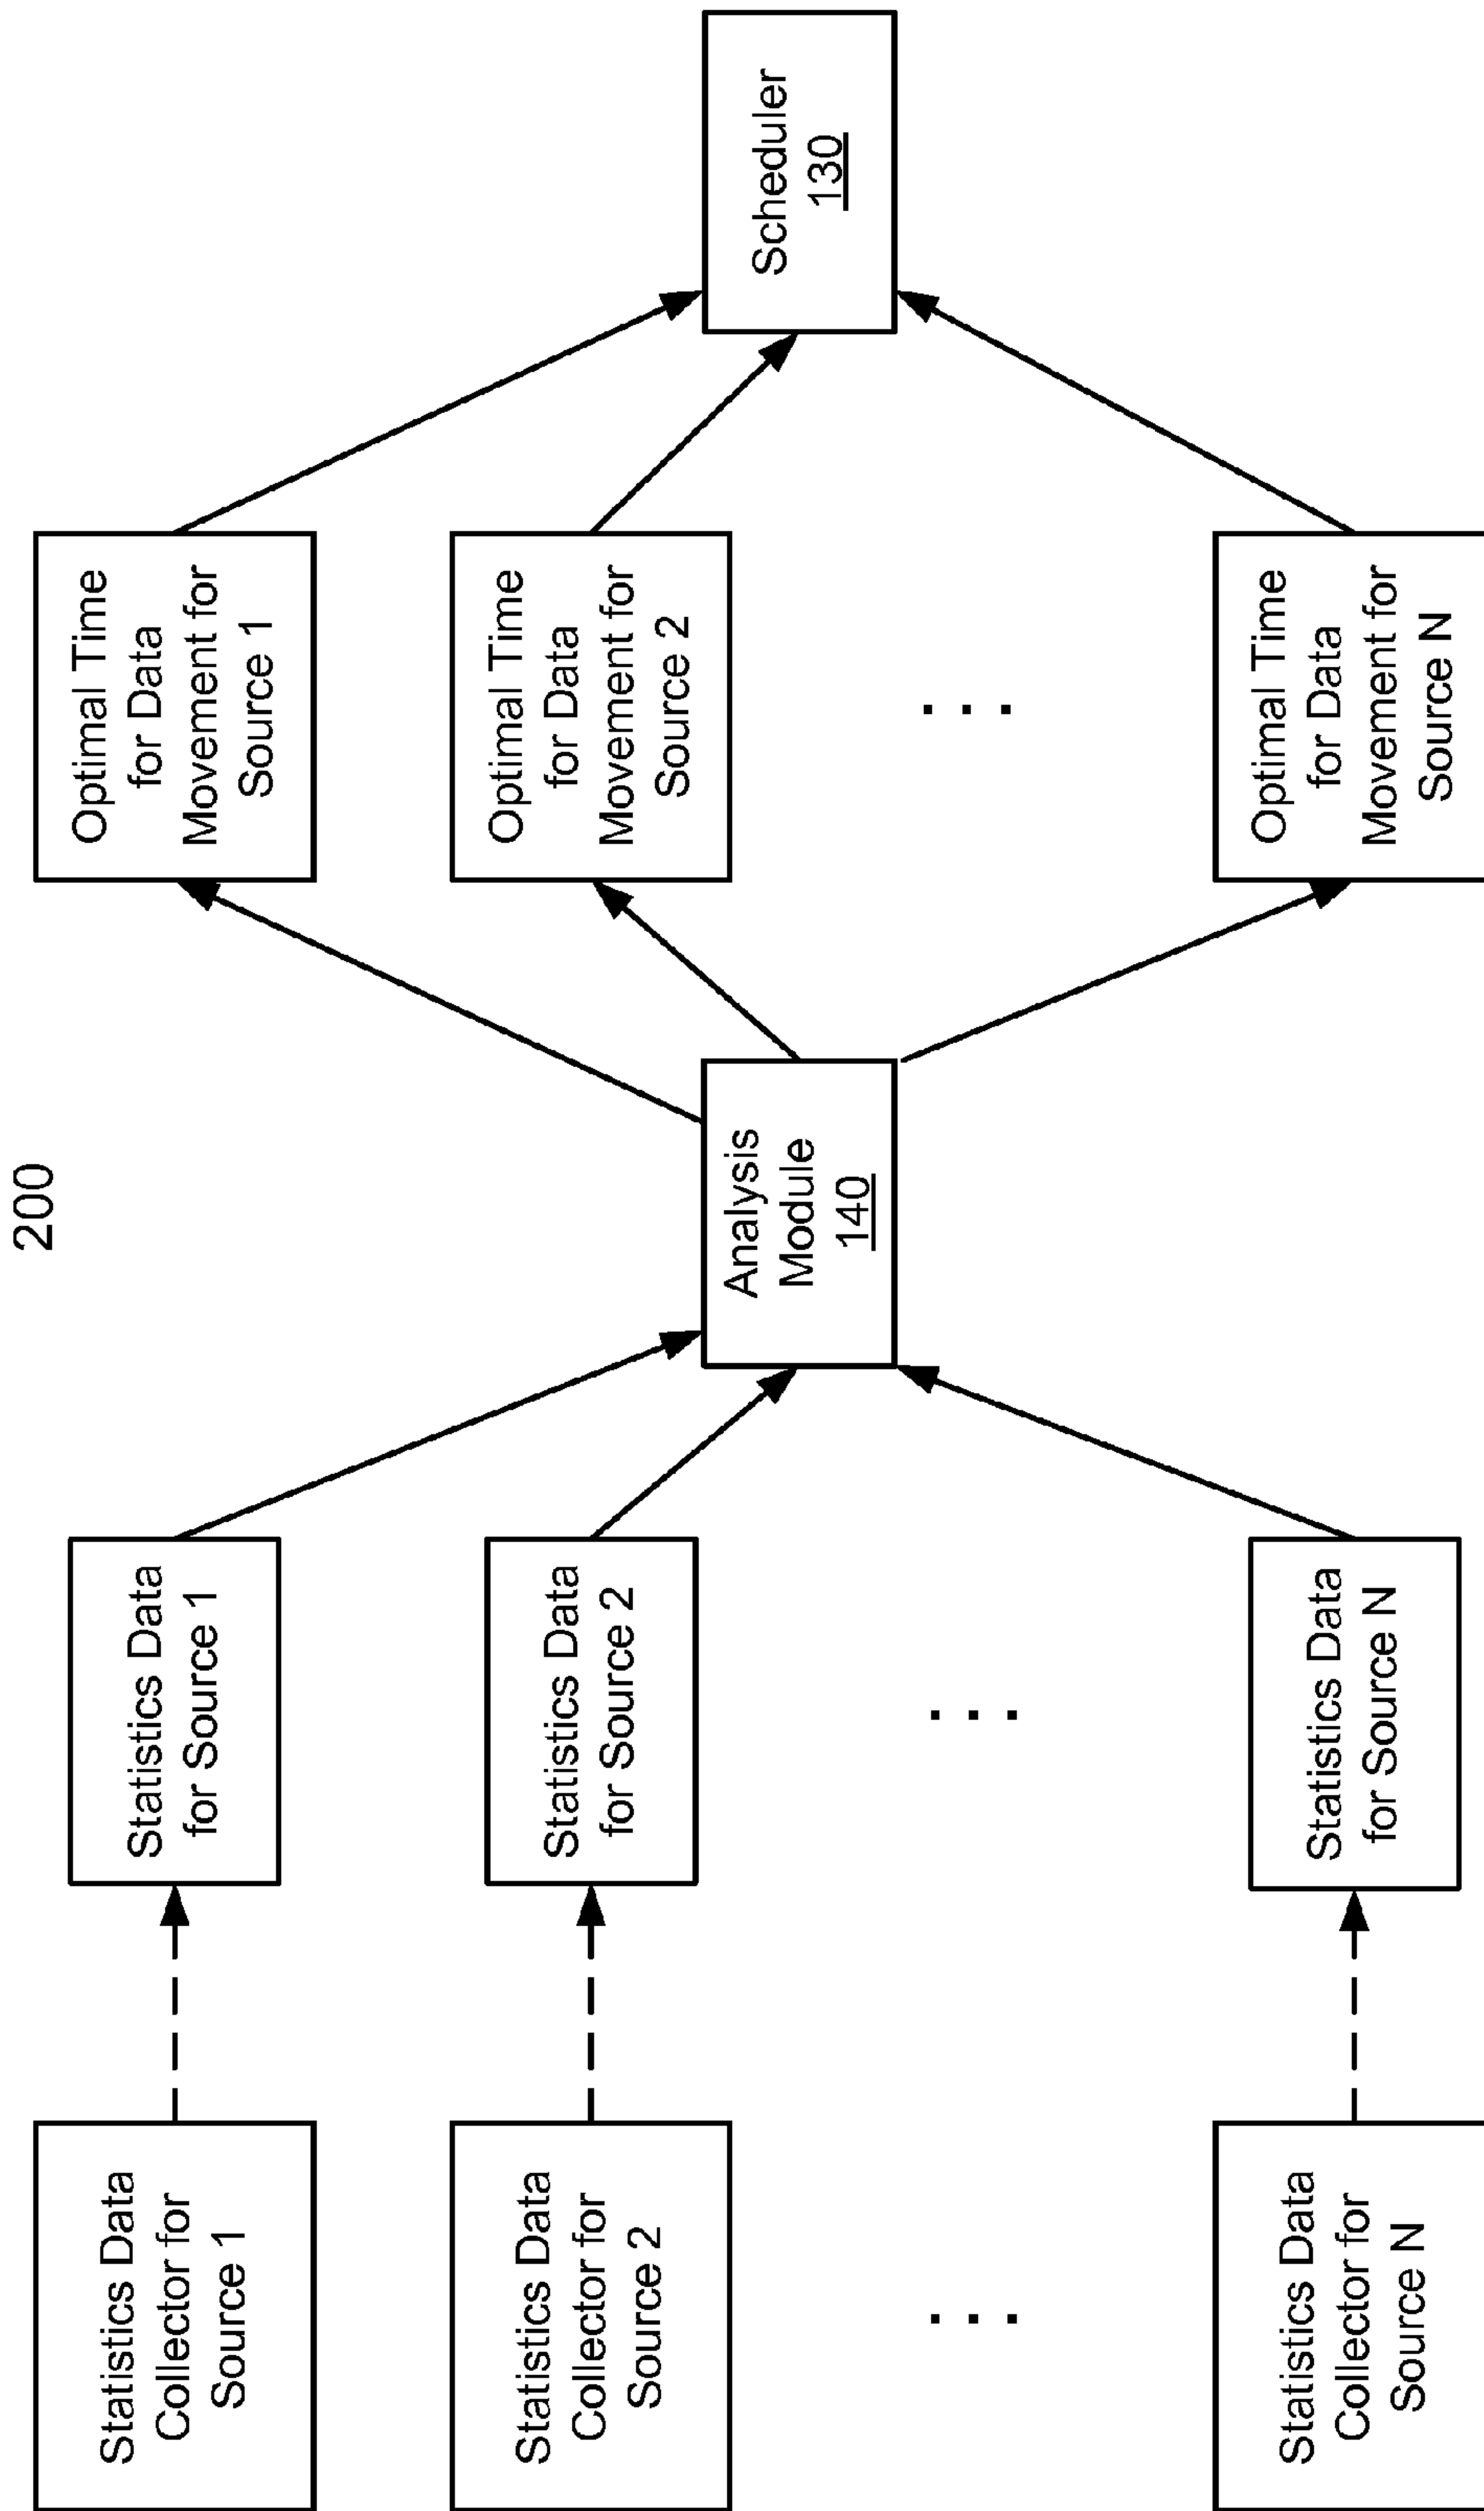 200
Statistics Data
Collector for
Source 1
Statistics Data
for Source 1
Optimal Time
for Data
Movement for
Source 1
Statistics Data
Collector for
Source 2
Statistics Data
for Source 2
Analysis
Module
140
Optimal Time
for Data
Movement for
Source 2
Scheduler
130
. . .
. . .
. . .
Statistics Data
Collector for
Source N
Statistics Data
for Source N
Optimal Time
for Data
Movement for
Source N